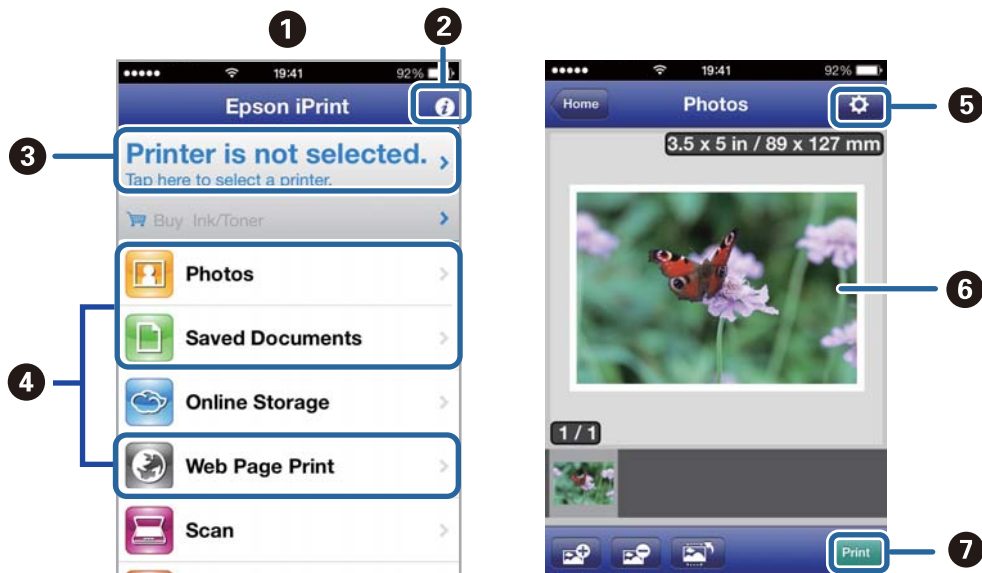 1
2
19:41
92%
Epson iPrint
3
Printer is not selected.
Tap here to select a printer.
Buy Ink/Toner
Photos
Saved Documents
4
Online Storage
Web Page Print
Scan
19:41
92%
Home
Photos
5
3.5 x 5 in / 89 x 127 mm
6
1 / 1
Print
7